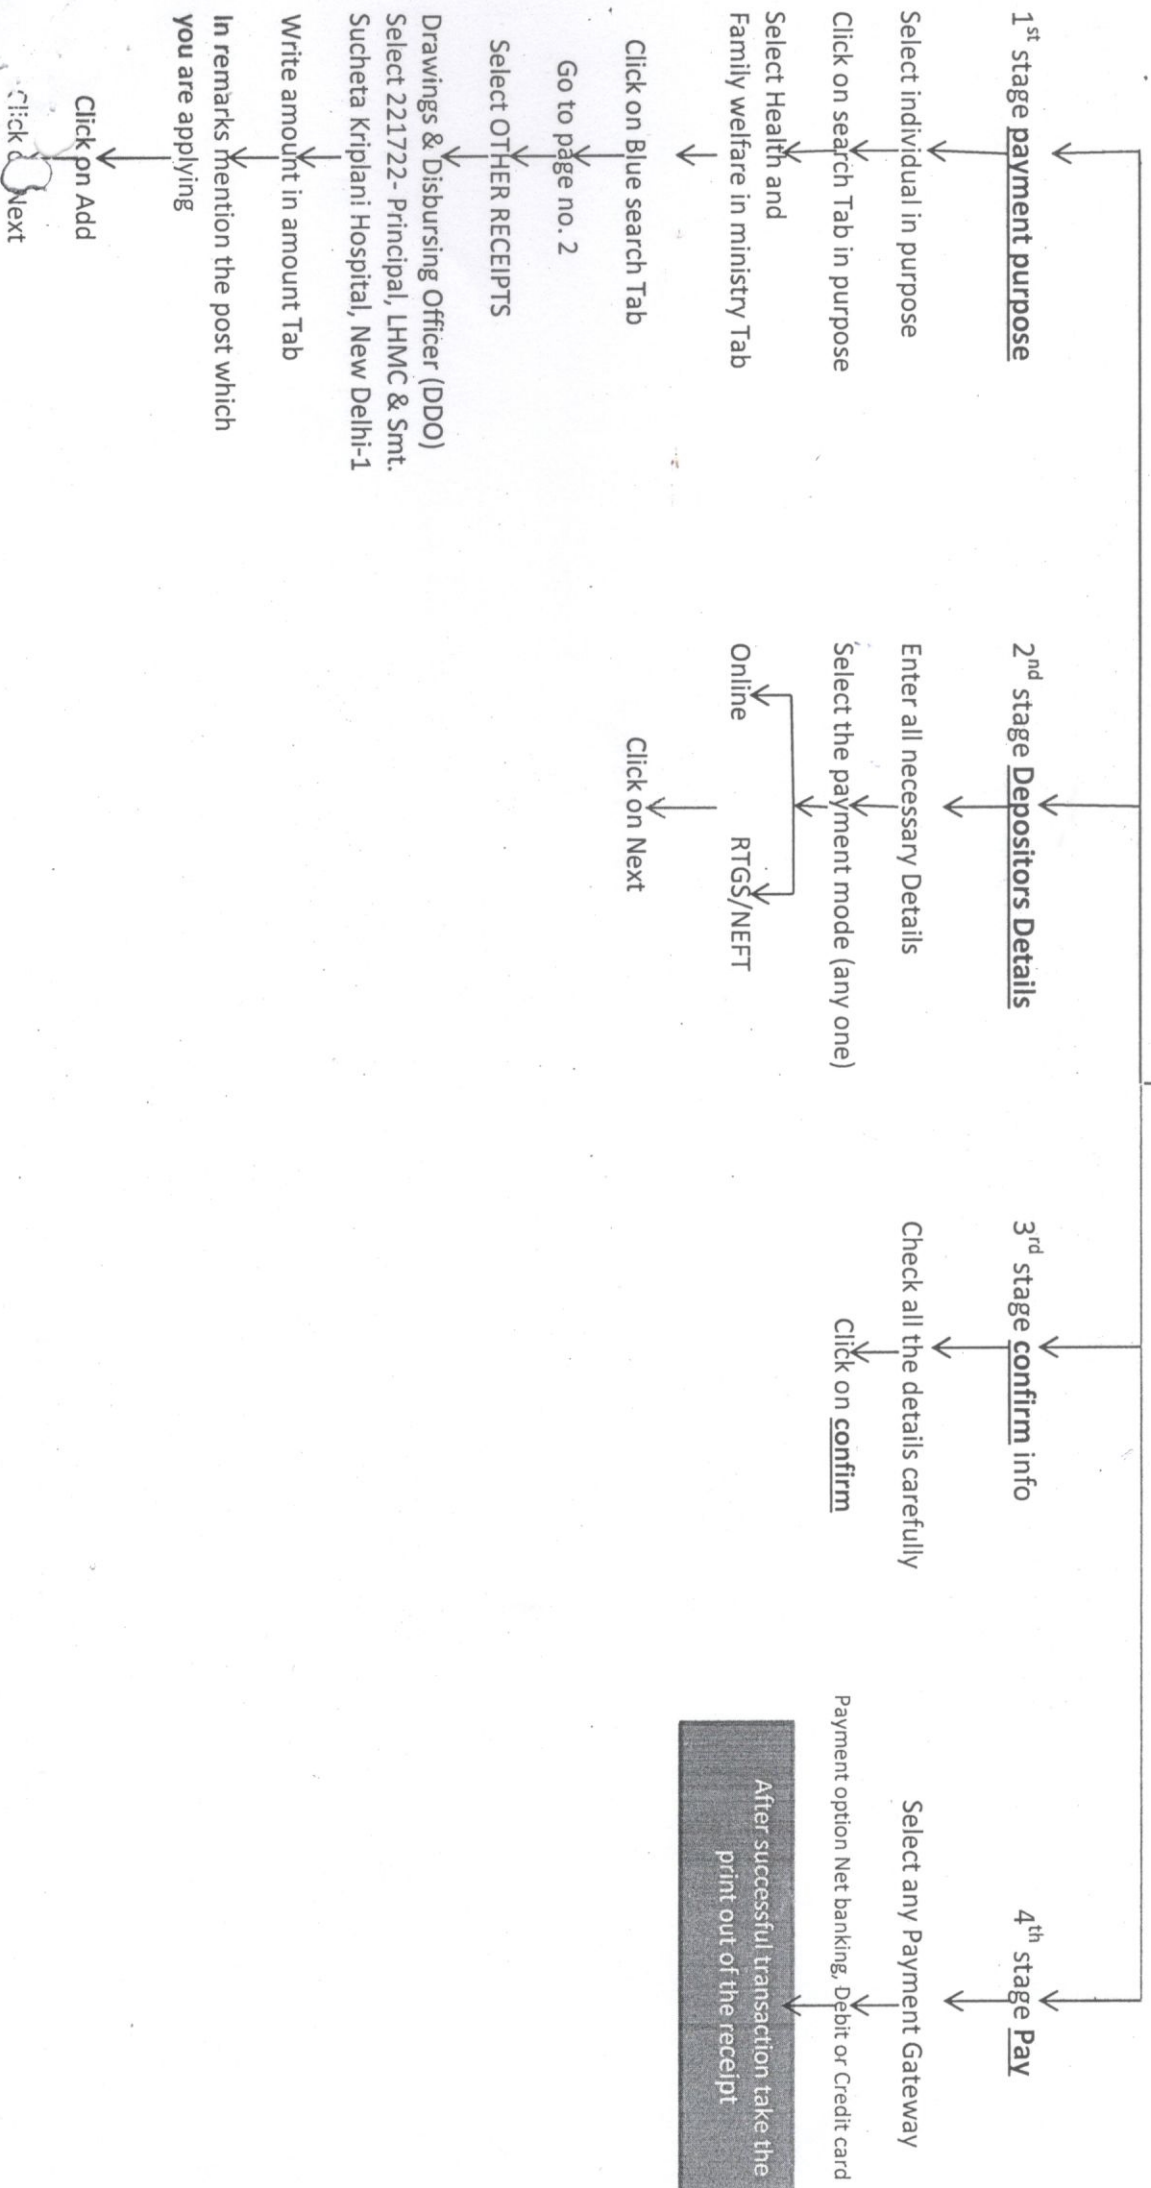 1st stage payment purpose
Select individual in purpose
Click on search Tab in purpose
Select Health and
Family welfare in ministry Tab
Click on Blue search Tab
Go to page no. 2
Select OTHER RECEIPTS
Drawings & Disbursing Officer (DDO)
Select 221722- Principal, LHMC & Smt.
Sucheta Kriplani Hospital, New Delhi-1
Write amount in amount Tab
In remarks mention the post which
you are applying
Click on Add
Click Next
2nd stage Depositors Details
Enter all necessary Details
Select the payment mode (any one)
Online
RTGS/NEFT
Click on Next
3rd stage confirm info
Check all the details carefully
Click on confirm
4th stage Pay
Select any Payment Gateway
Payment option Net banking, Debit or Credit card
After successful transaction take the
print out of the receipt